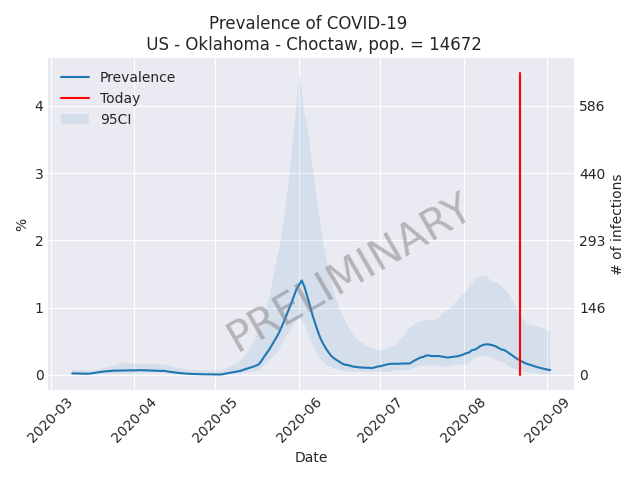 Prevalence of COVID-19
US - Oklahoma - Choctaw, pop. = 14672
Prevalence
Today
95CI
4
3
2
1
0
%
586
440
293
146
0
# of infections
PRELIMINARY
2020-03
2020-04
2020-05
2020-06
2020-07
2020-08
2020-09
Date